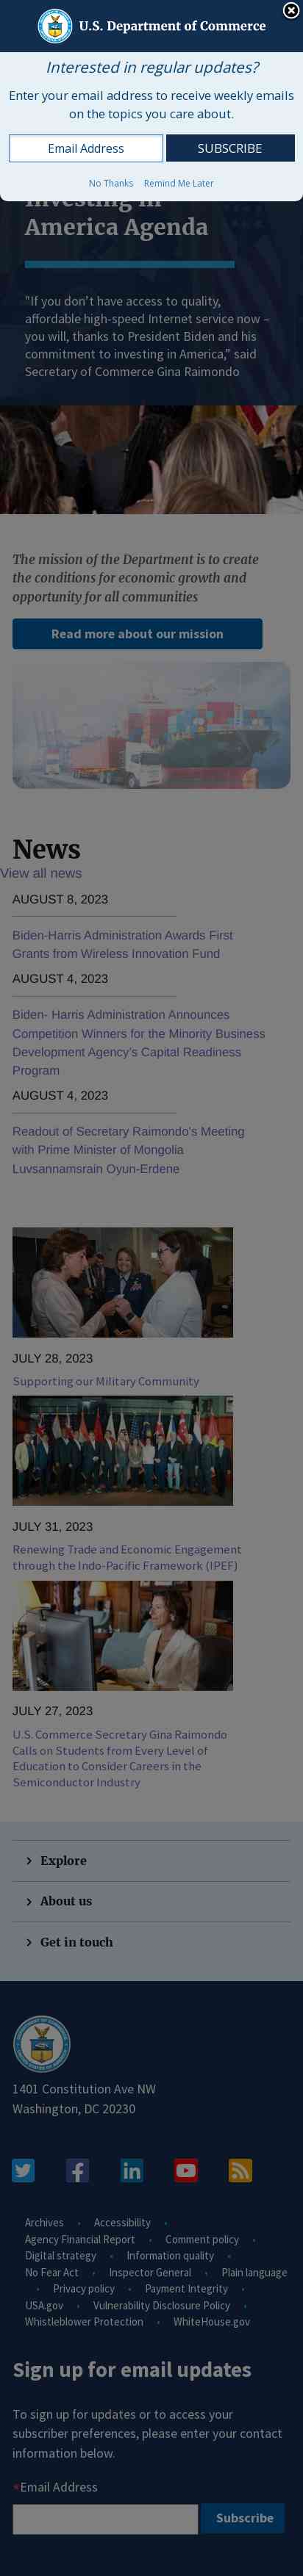 U.S. Department of Commerce
Interested in regular updates?
Enter your email address to receive weekly emails
on the topics you care about.
Email Address
SUBSCRIBE
No Thanks
Remind Me Later
Investing in
America Agenda
"If you don’t have access to quality,
affordable high-speed Internet service now –
you will, thanks to President Biden and his
commitment to investing in America,” said
Secretary of Commerce Gina Raimondo
The mission of the Department is to create
the conditions for economic growth and
opportunity for all communities
Read more about our mission
News
View all news
AUGUST 8, 2023
Biden-Harris Administration Awards First
Grants from Wireless Innovation Fund
AUGUST 4, 2023
Biden- Harris Administration Announces
Competition Winners for the Minority Business
Development Agency’s Capital Readiness
Program
AUGUST 4, 2023
Readout of Secretary Raimondo's Meeting
with Prime Minister of Mongolia
Luvsannamsrain Oyun-Erdene
JULY 28, 2023
Supporting our Military Community
JULY 31, 2023
Renewing Trade and Economic Engagement
through the Indo-Pacific Framework (IPEF)
JULY 27, 2023
U.S. Commerce Secretary Gina Raimondo
Calls on Students from Every Level of
Education to Consider Careers in the
Semiconductor Industry
Explore
About us
Get in touch
1401 Constitution Ave NW
Washington, DC 20230
Archives • Accessibility •
Agency Financial Report • Comment policy •
Digital strategy • Information quality •
No Fear Act • Inspector General • Plain language
• Privacy policy • Payment Integrity •
USA.gov • Vulnerability Disclosure Policy •
Whistleblower Protection • WhiteHouse.gov
Sign up for email updates
To sign up for updates or to access your
subscriber preferences, please enter your contact
information below.
*Email Address
Subscribe